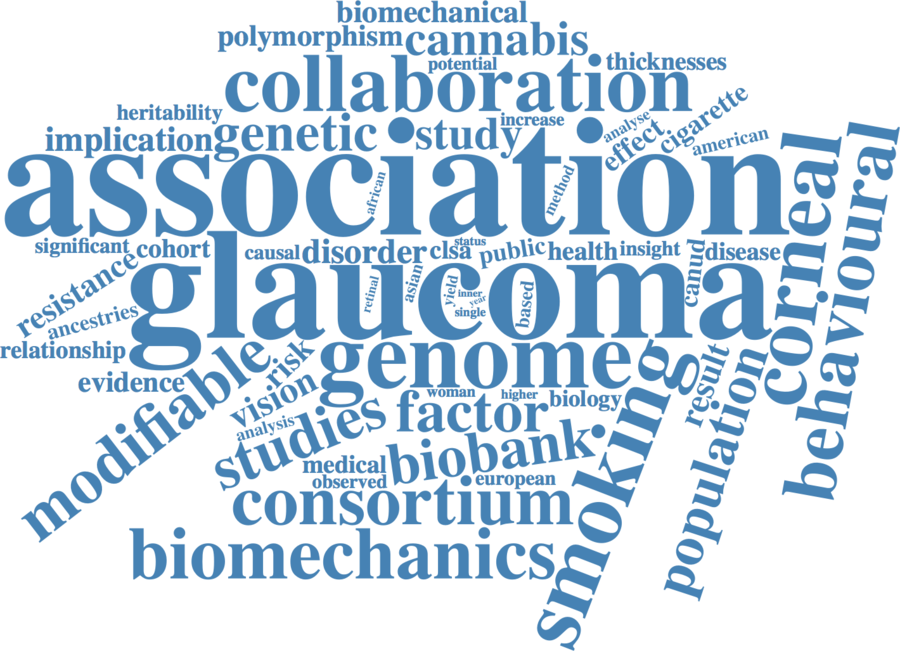 biomechanical
polymorphism cannabis
potential thicknesses
collaboration
heritability increase analyse cigarette
implication genetic study effect american
association
african method
corneal
behavioural
significant cohort causal disorder clsa status public health insight canud disease
glaucoma
resistance
ancestries
retinal asian yield inner year single based
relationship
modifiable risk genome
evidence
vision
analysis
studies woman higher biology
factor
result
population
smoking
medical biobank
observed european
consortium
biomechanics